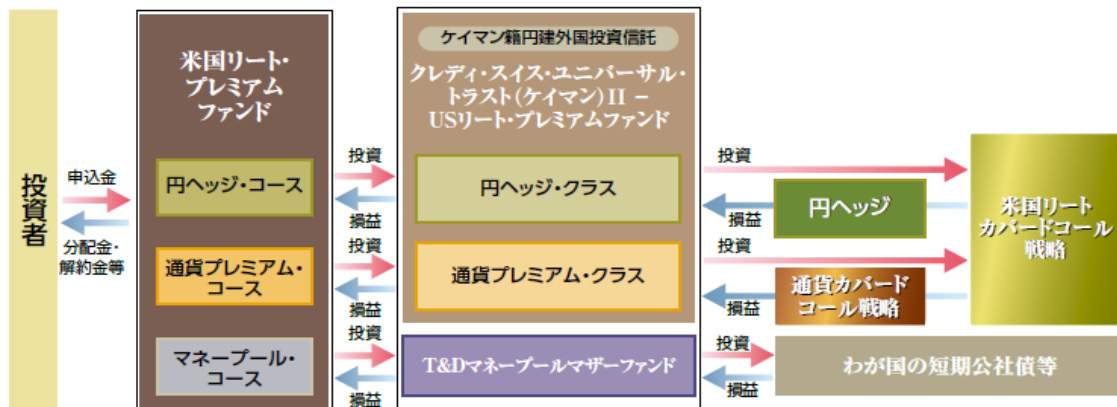 投資者
申込金
分配金・
解約金等
米国リート・
プレミアム
ファンド
円ヘッジ・コース
通貨プレミアム・
コース
マネープール・
コース
投資
損益
投資
損益
投資
損益
ケイマン籍円建外国投資信託
クレディ・スイス・ユニバーサル・
トラスト（ケイマン）II －
USリート・プレミアムファンド
円ヘッジ・クラス
通貨プレミアム・クラス
T&Dマネープールマザーファンド
投資
損益
円ヘッジ
投資
損益
通貨カバード
コール戦略
投資
損益
米国リート
カバードコール
戦略
わが国の短期公社債等